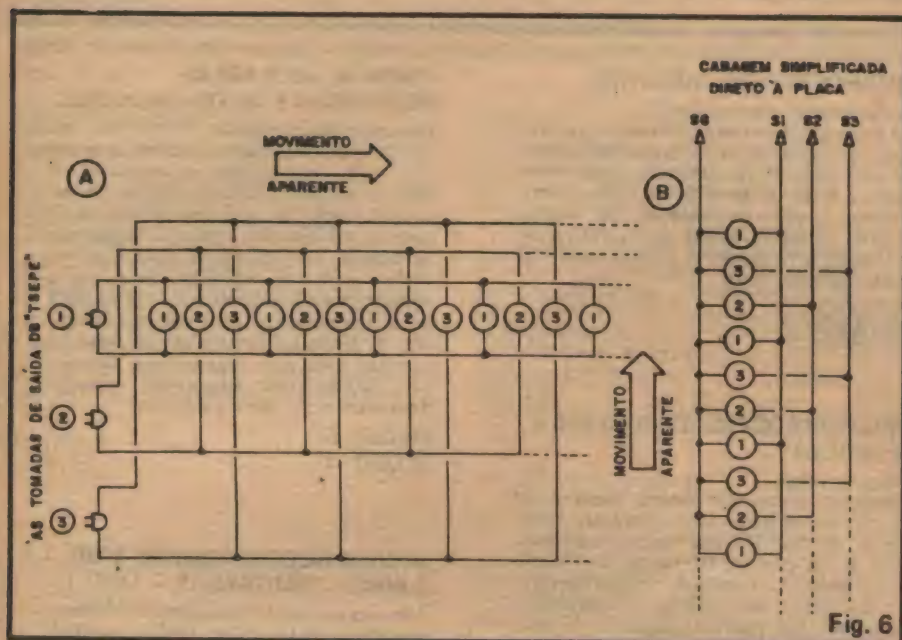 A
MOVIMENTO
APARENTE
CABAGEM SIMPLIFICADA
DIRETO À PLACA
S0 S1 S2 S3
B
'AS TOMADAS DE SAÍDA DE "TSEPE"
1
2
3
1 2 3 1 2 3 1 2 3 1 2 3 1
MOVIMENTO
APARENTE
1
3
2
1
3
2
1
3
2
1
Fig. 6